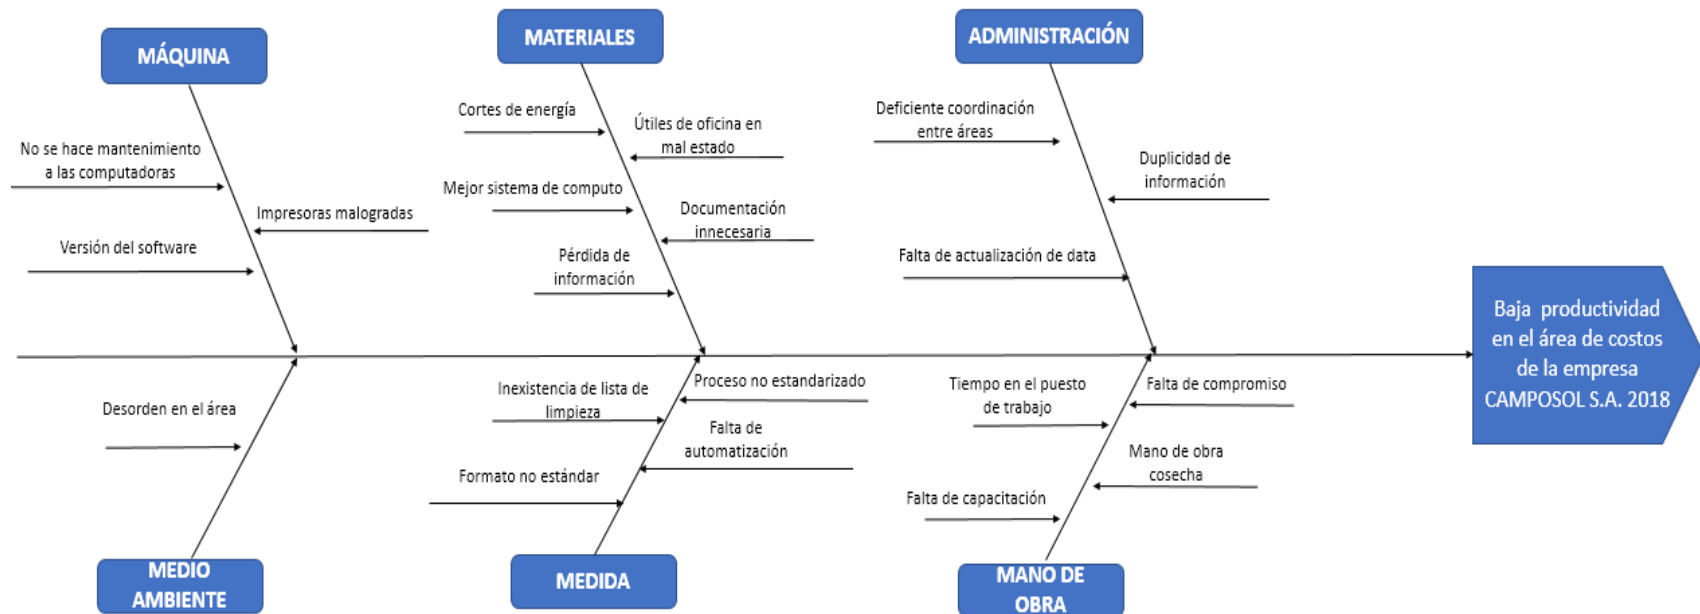 MÁQUINA
MATERIALES
ADMINISTRACIÓN
No se hace mantenimiento
a las computadoras
Impresoras malogradas
Versión del software
Cortes de energía
Útiles de oficina en
mal estado
Mejor sistema de computo
Documentación
innecesaria
Pérdida de
información
Deficiente coordinación
entre áreas
Duplicidad de
información
Falta de actualización de data
Baja productividad
en el área de costos
de la empresa
CAMPOSOL S.A. 2018
Desorden en el área
Inexistencia de lista de
limpieza
Proceso no estandarizado
Falta de
automatización
Formato no estándar
Tiempo en el puesto
de trabajo
Falta de compromiso
Mano de obra
cosecha
Falta de capacitación
MEDIO
AMBIENTE
MEDIDA
MANO DE
OBRA